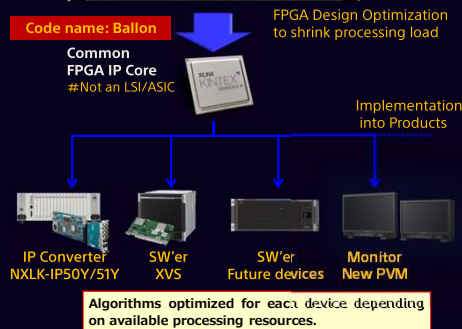 Code name: Ballon
FPGA Design Optimization
to shrink processing load
Common
FPGA IP Core
#Not an LSI/ASIC
XILINX
KINTEX
Implementation
into Products
IP Converter
NXLK-IP50Y/51Y
SW'er
XVS
SW'er
Future devices
Monitor
New PVM
Algorithms optimized for each device depending
on available processing resources.